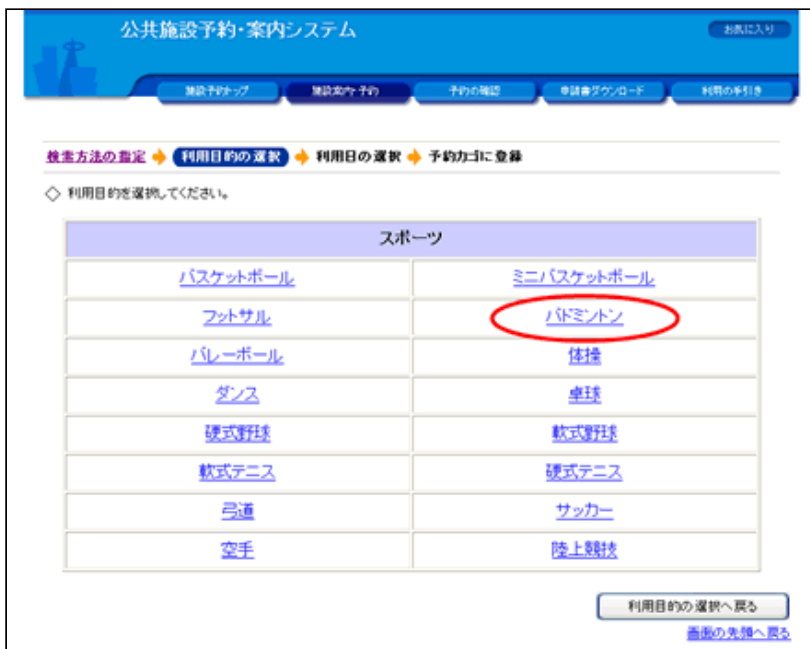 公共施設予約・案内システム
お気に入り
施設予約トップ 施設案内・予約 予約の確認 申請書ダウンロード 利用の手引き
検索方法の指定 利用目的の選択 利用日の選択 予約カゴに登録
◇ 利用目的を選択してください。
スポーツ
バスケットボール ミニバスケットボール
フットサル バドミントン
バレーボール 体操
ダンス 卓球
硬式野球 軟式野球
軟式テニス 硬式テニス
弓道 サッカー
空手 陸上競技
利用目的の選択へ戻る
画面の先頭へ戻る